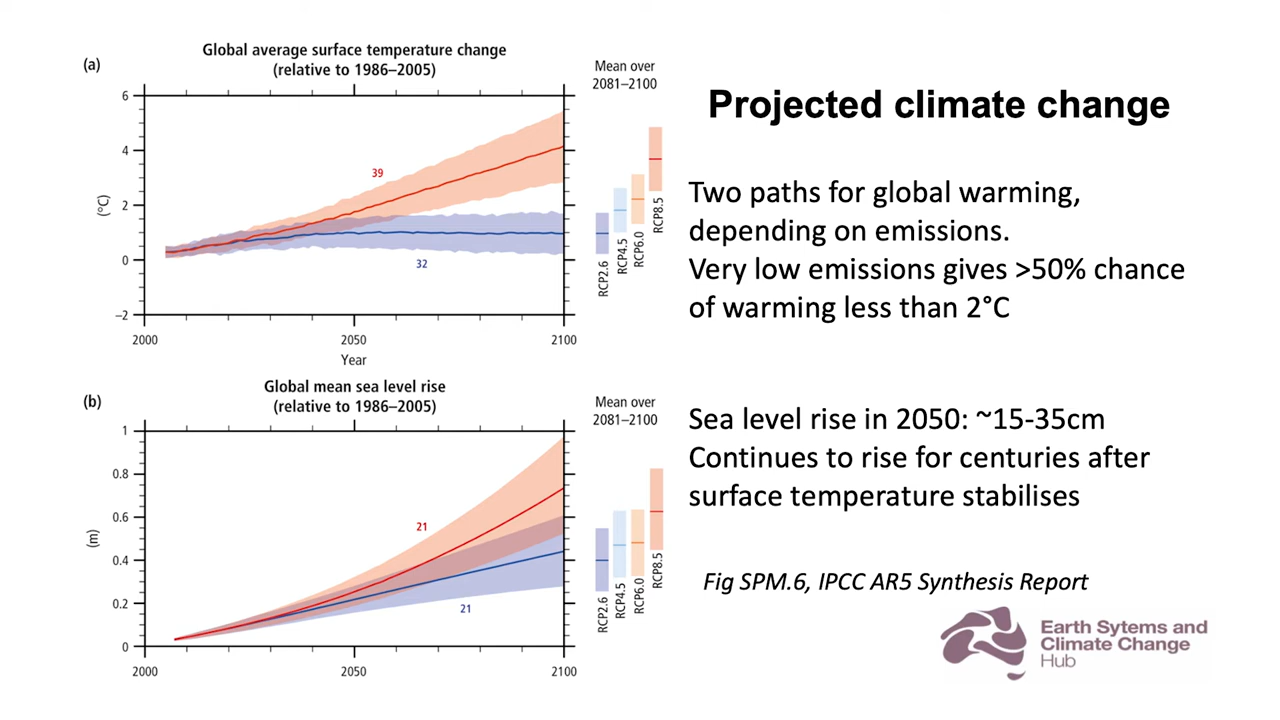 (a)
Global average surface temperature change
(relative to 1986–2005)
Mean over
2081–2100
6
4
2
0
–2
(°C)
39
32
2000
2050
2100
Year
RCP2.6
RCP4.5
RCP6.0
RCP8.5
(b)
Global mean sea level rise
(relative to 1986–2005)
Mean over
2081–2100
1
0.8
0.6
0.4
0.2
0
(m)
21
21
2000
2050
2100
RCP2.6
RCP4.5
RCP6.0
RCP8.5
Projected climate change
Two paths for global warming,
depending on emissions.
Very low emissions gives >50% chance
of warming less than 2°C
Sea level rise in 2050: ~15-35cm
Continues to rise for centuries after
surface temperature stabilises
Fig SPM.6, IPCC AR5 Synthesis Report
Earth Sytems and
Climate Change
Hub